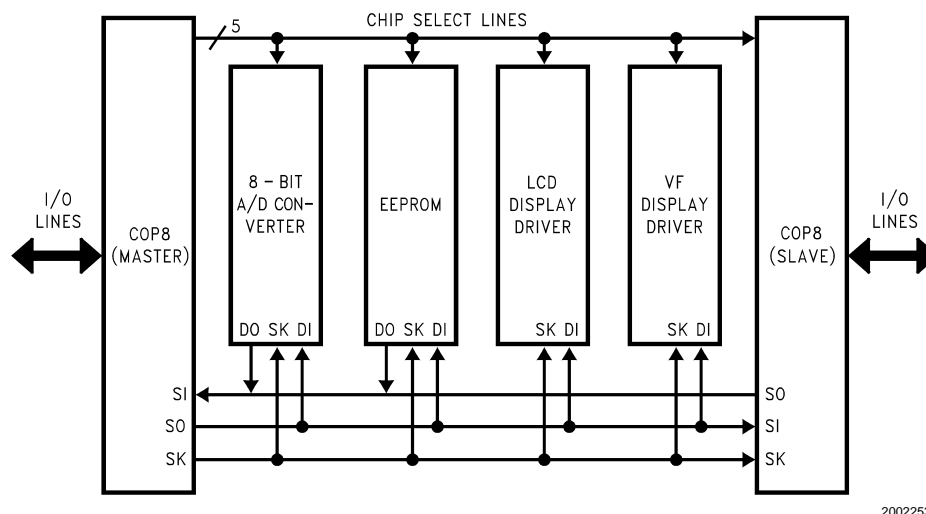 5
CHIP SELECT LINES
I/O
LINES
COP8
(MASTER)
8 – BIT
A/D CON-
VERTER
EEPROM
LCD
DISPLAY
DRIVER
VF
DISPLAY
DRIVER
COP8
(SLAVE)
I/O
LINES
DO SK DI
DO SK DI
SK DI
SK DI
SI
SO
SO
SI
SK
SK